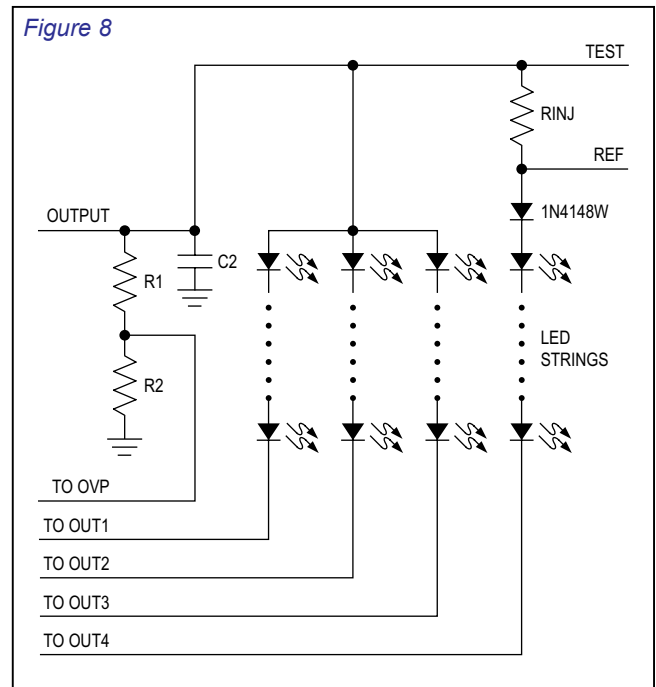 Figure 8
TEST
RINJ
REF
1N4148W
OUTPUT
C2
R1
LED
STRINGS
R2
TO OVP
TO OUT1
TO OUT2
TO OUT3
TO OUT4